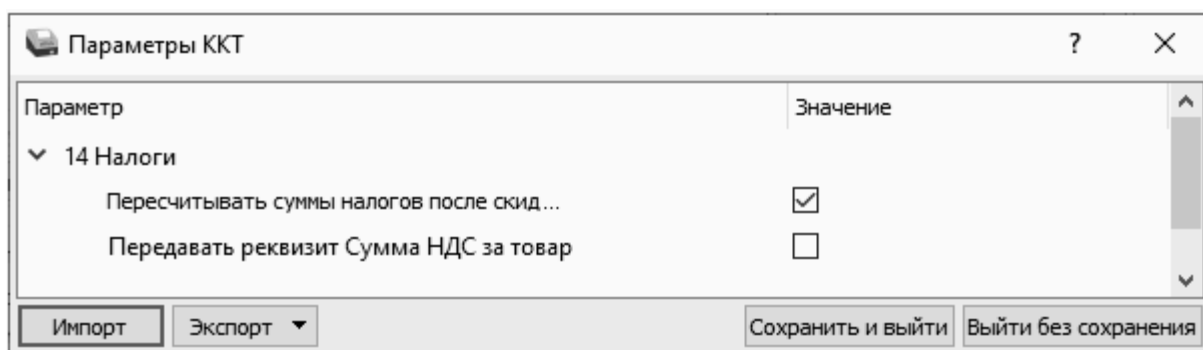 Параметры ККТ ?
Параметр Значение
14 Налоги
Пересчитывать суммы налогов после скид...
Передавать реквизит Сумма НДС за товар
Импорт Экспорт Сохранить и выйти Выйти без сохранения